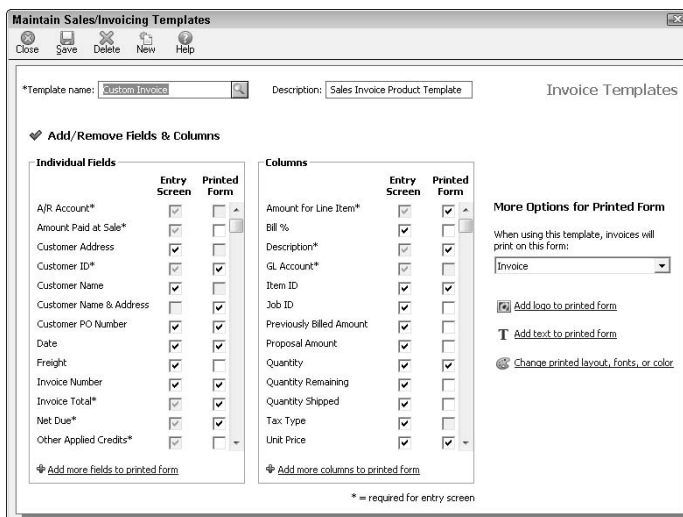 Maintain Sales/Invoicing Templates
Close Save Delete New Help
*Template name: Custom Invoice Description: Sales Invoice Product Template Invoice Templates
Add/Remove Fields & Columns
Individual Fields
Entry Screen Printed Form
A/R Account*
Amount Paid at Sale*
Customer Address
Customer ID*
Customer Name
Customer Name & Address
Customer PO Number
Date
Freight
Invoice Number
Invoice Total*
Net Due*
Other Applied Credits*
Add more fields to printed form
Columns
Entry Screen Printed Form
Amount for Line Item*
Bill %
Description*
GL Account*
Item ID
Job ID
Previously Billed Amount
Proposal Amount
Quantity
Quantity Remaining
Quantity Shipped
Tax Type
Unit Price
Add more columns to printed form
* = required for entry screen
More Options for Printed Form
When using this template, invoices will
print on this form:
Invoice
Add logo to printed form
T Add text to printed form
Change printed layout, fonts, or color